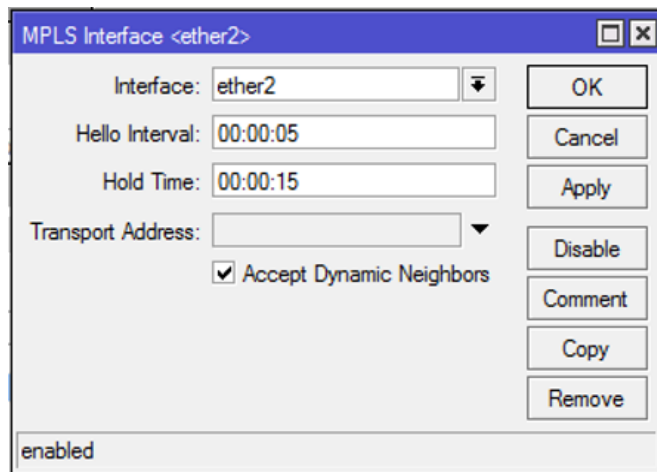 MPLS Interface <ether2>
Interface: ether2
OK
Hello Interval: 00:00:05
Cancel
Hold Time: 00:00:15
Apply
Transport Address:
Disable
Accept Dynamic Neighbors
Comment
Copy
Remove
enabled